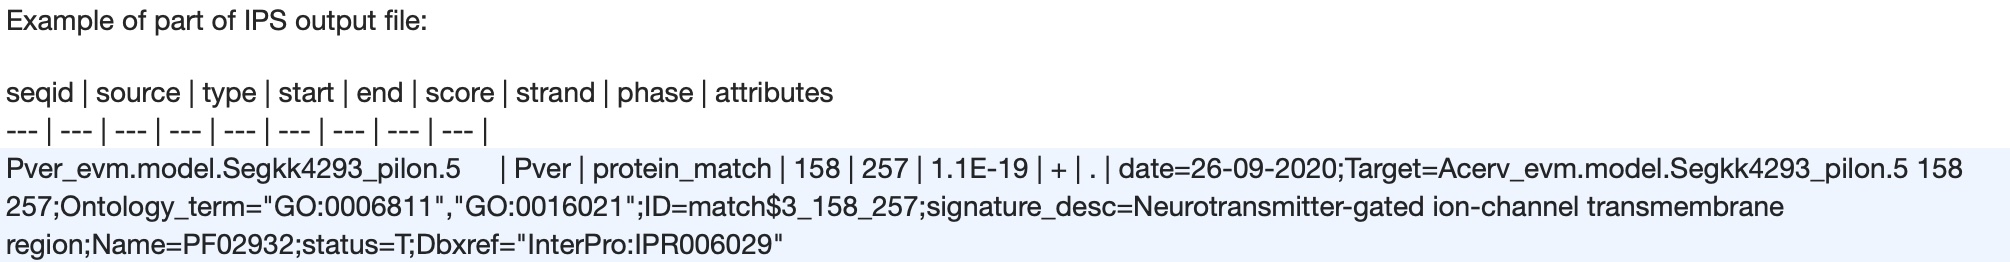 Example of part of IPS output file:
seqid | source | type | start | end | score | strand | phase | attributes
--- | --- | --- | --- | --- | --- | --- | --- | --- |
Pver_evm.model.Segkk4293_pilon.5 | Pver | protein_match | 158 | 257 | 1.1E-19 | + | . | date=26-09-2020;Target=Acerv_evm.model.Segkk4293_pilon.5 158
257;Ontology_term="GO:0006811","GO:0016021";ID=match$3_158_257;signature_desc=Neurotransmitter-gated ion-channel transmembrane
region;Name=PF02932;status=T;Dbxref="InterPro:IPR006029"